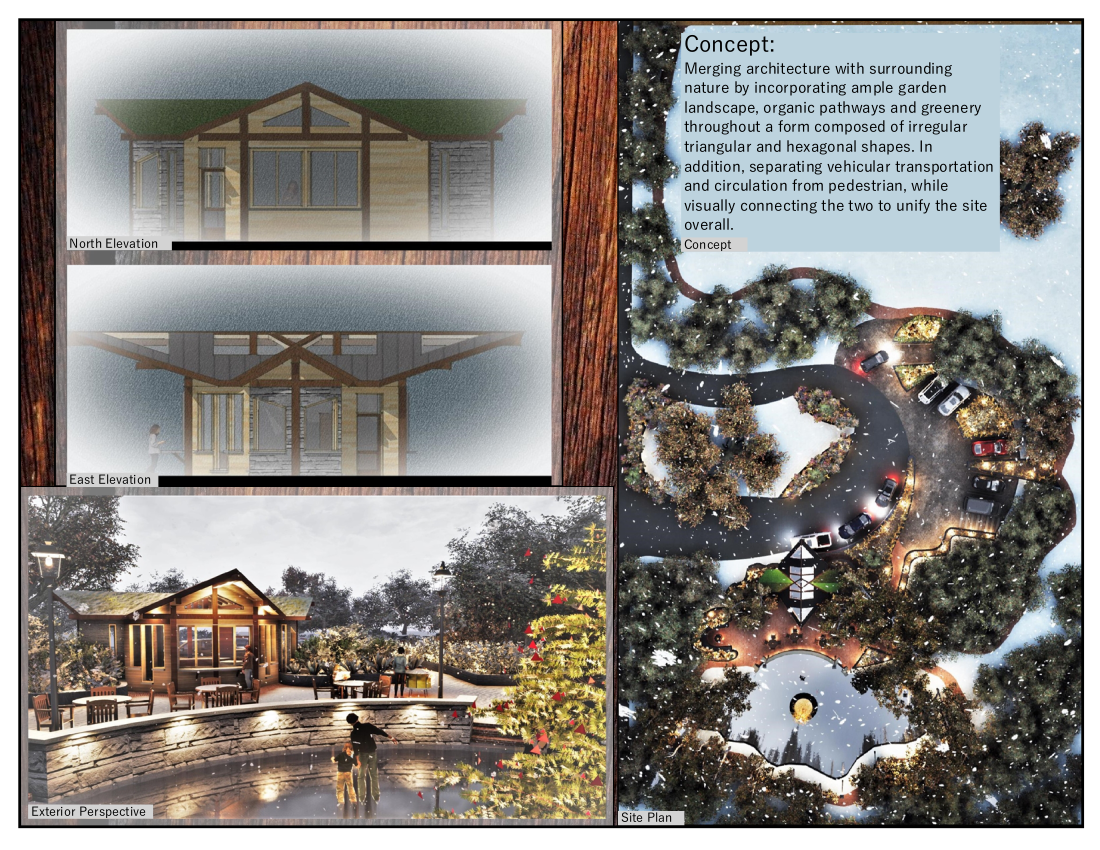 North Elevation
East Elevation
Exterior Perspective
Concept:
Merging architecture with surrounding
nature by incorporating ample garden
landscape, organic pathways and greenery
throughout a form composed of irregular
triangular and hexagonal shapes. In
addition, separating vehicular transportation
and circulation from pedestrian, while
visually connecting the two to unify the site
overall.
Concept
Site Plan